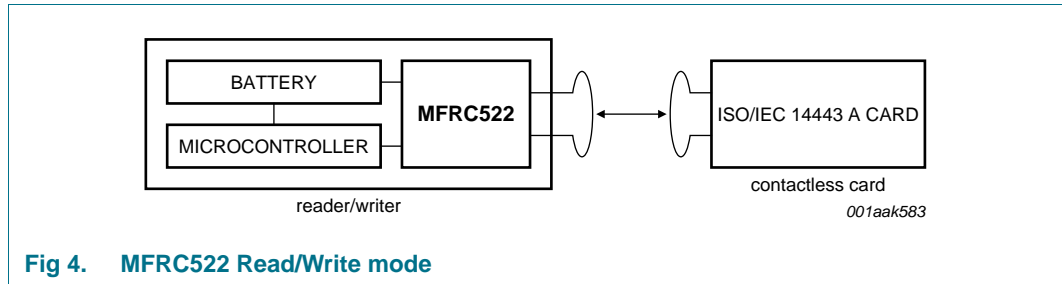 BATTERY
MFRC522
MICROCONTROLLER
ISO/IEC 14443 A CARD
reader/writer
contactless card
001aak583
Fig 4. MFRC522 Read/Write mode